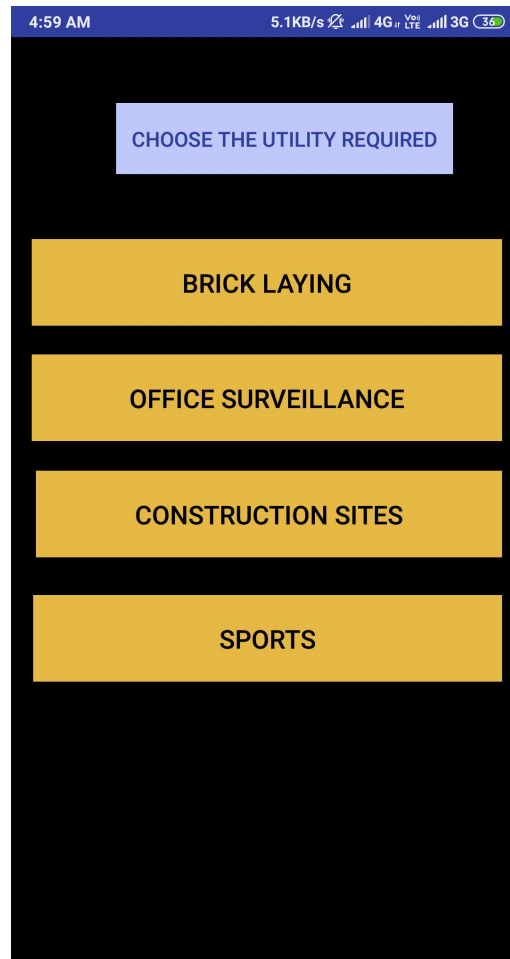 4:59 AM 5.1KB/s 4G Vo) LTE 3G 36
CHOOSE THE UTILITY REQUIRED
BRICK LAYING
OFFICE SURVEILLANCE
CONSTRUCTION SITES
SPORTS